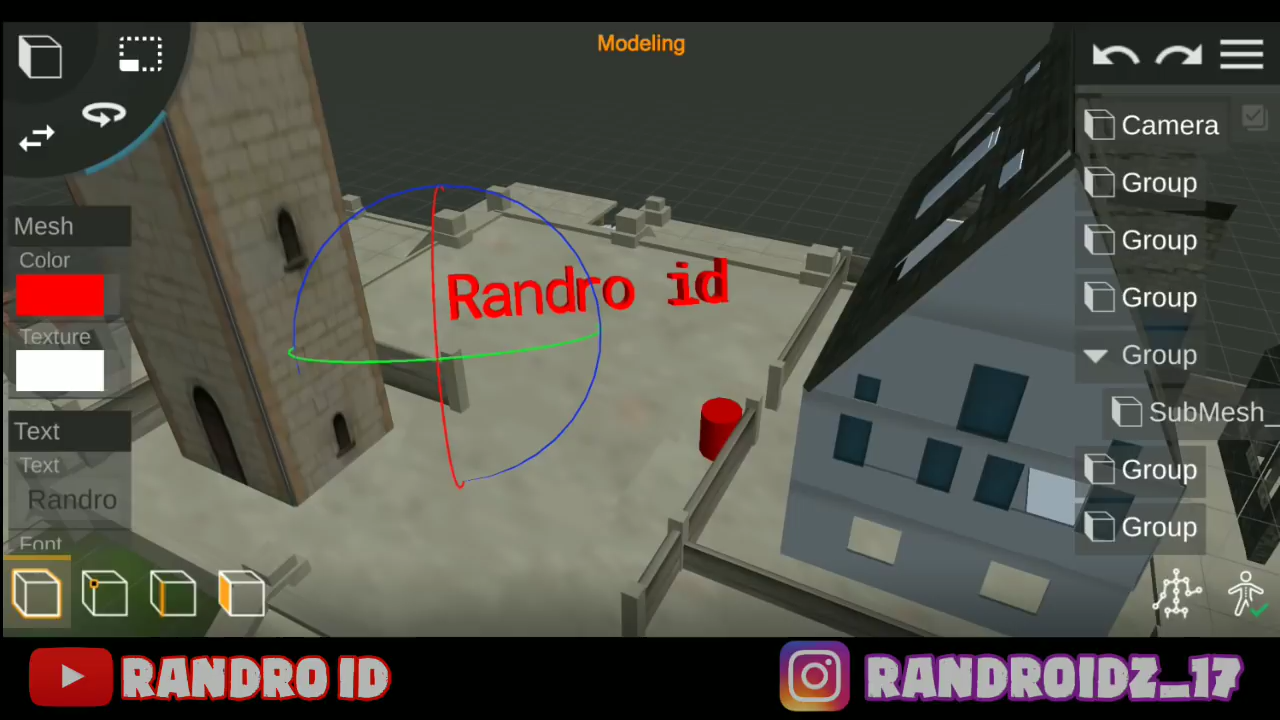 Modeling
Camera
Group
Group
Group
Group
SubMesh_
Group
Group
Mesh
Color
Texture
Text
Text
Randro
Font
Randro id
RANDRO ID
RANDROIDZ_17